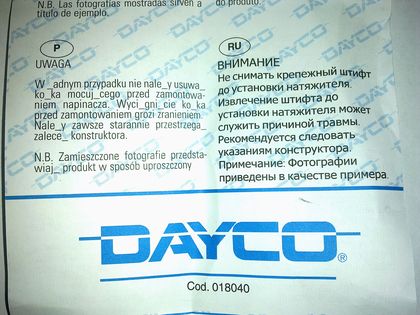 N.B. Las fotografías mostradas sirven a
título de ejemplo.
P
UWAGA
W _adnym przypadku nie nale_y usuwa_
ko_ka mocuj_cego przed zamontowa-
niem napinacza. Wyci_gni_cie ko_ka
przed zamontowaniem grozi zranieniem.
Nale_y zawsze starannie przestrzega_
zalece_ konstruktora.
N.B. Zamieszczone fotografie przedsta-
wiaj_ produkt w sposób uproszczony
RU
ВНИМАНИЕ
Не снимать крепежный штифт
до установки натяжителя.
Извлечение штифта до
установки натяжителя может
служить причиной травмы.
Рекомендуется следовать
указаниям конструктора.
Примечание: Фотографии
приведены в качестве примера.
DAYCO®
Cod. 018040